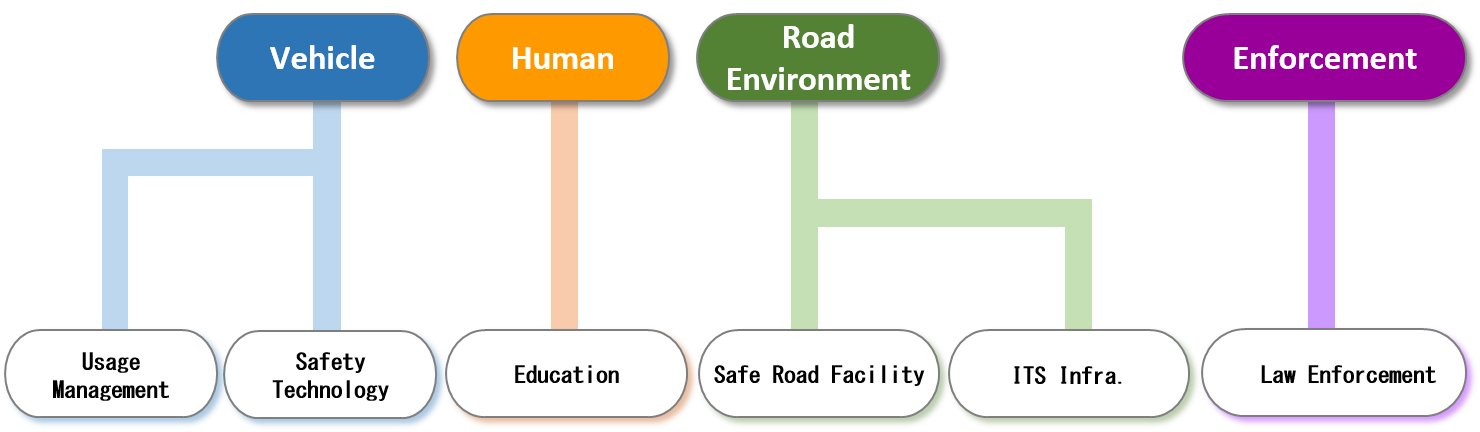 Vehicle
Human
Road
Environment
Enforcement
Usage
Management
Safety
Technology
Education
Safe Road Facility
ITS Infra.
Law Enforcement